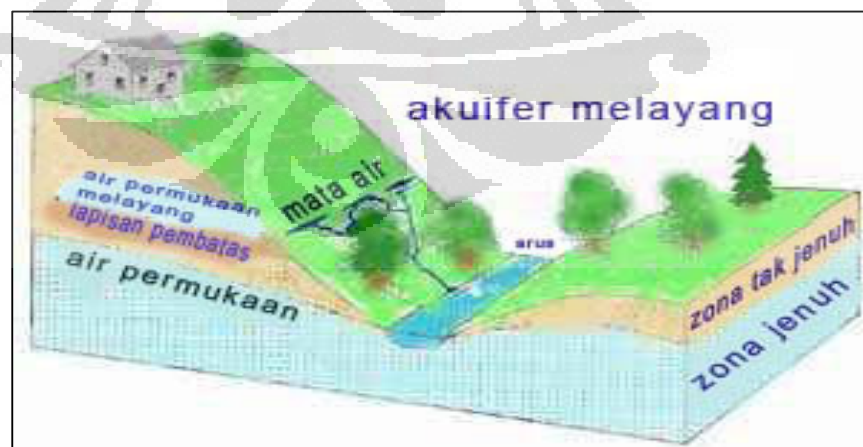 akuifer melayang
air permukaan
melayang
lapisan pembatas
air permukaan
mata air
arus
zona tak jenuh
zona jenuh